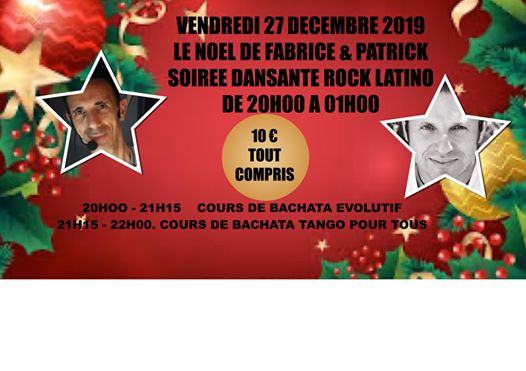 VENDREDI 27 DECEMBRE 2019
LE NOEL DE FABRICE & PATRICK
SOIREE DANSANTE ROCK LATINO
DE 20H00 A 01H00
10 €
TOUT
COMPRIS
20HOO - 21H15 COURS DE BACHATA EVOLUTIF
21H15 - 22H00. COURS DE BACHATA TANGO POUR TOUS